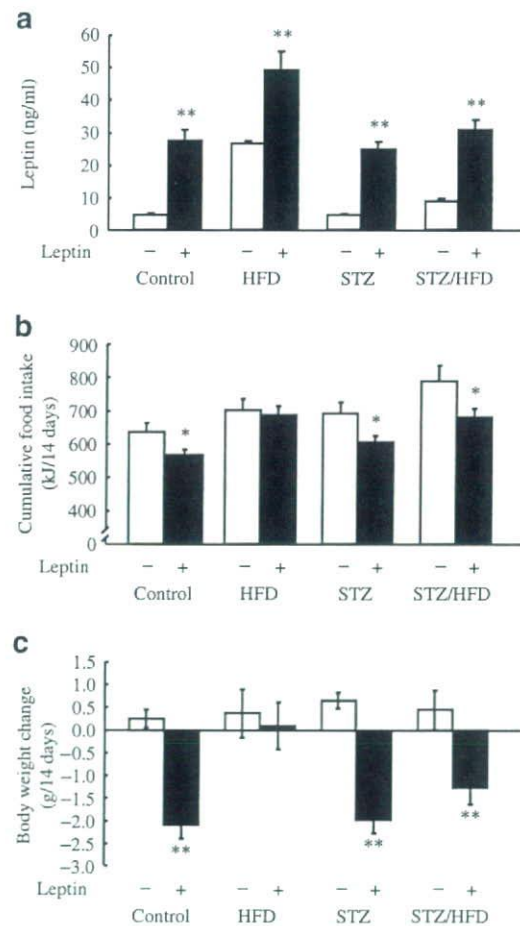 a
Leptin (ng/ml)
60
50
40
30
20
10
0
**
**
**
**
Leptin − + − + − + − +
Control HFD STZ STZ/HFD
b
Cumulative food intake
(kJ/14 days)
900
800
700
600
500
400
0
*
*
*
Leptin − + − + − + − +
Control HFD STZ STZ/HFD
c
Body weight change
(g/14 days)
1.5
1.0
0.5
0.0
−0.5
−1.0
−1.5
−2.0
−2.5
−3.0
**
**
**
Leptin − + − + − + − +
Control HFD STZ STZ/HFD